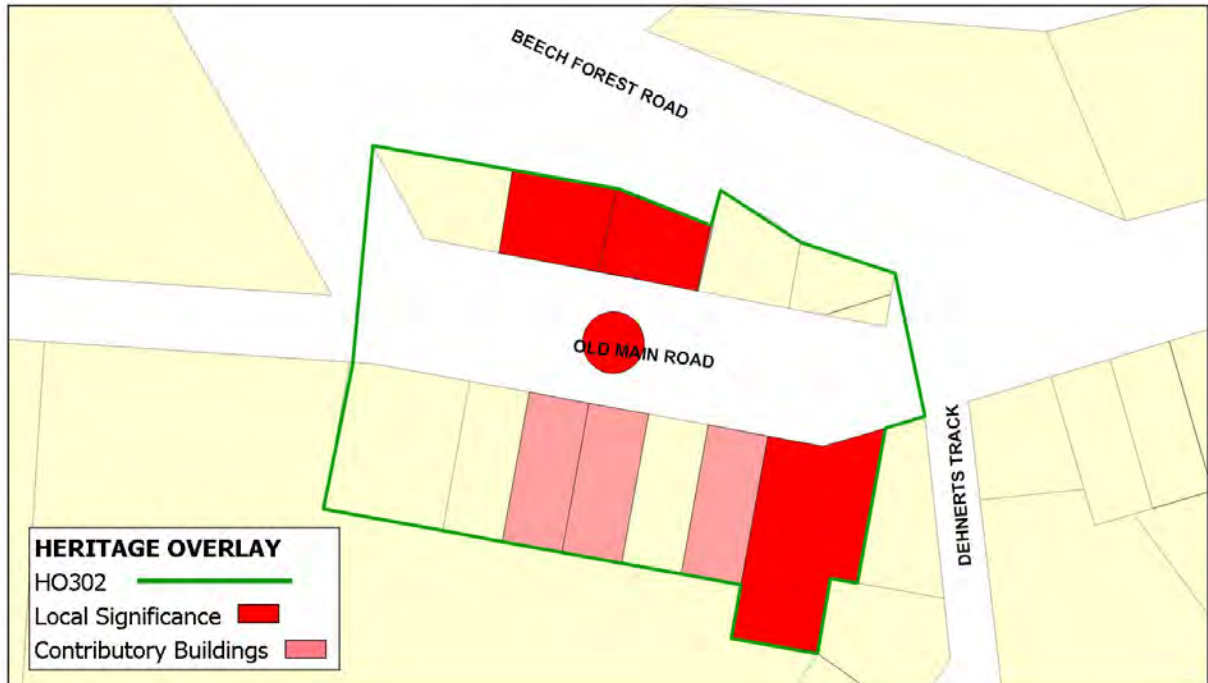 BEECH FOREST ROAD
OLD MAIN ROAD
DEHNERTS TRACK
HERITAGE OVERLAY
HO302
Local Significance
Contributory Buildings